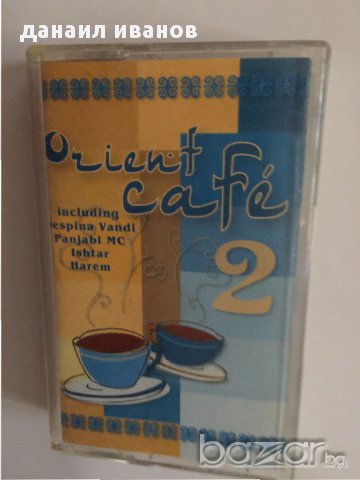 данаил иванов
Orient
café
including
Despina Vandi
Panjabi MC
Ishtar
Harem
2
bazar.bg